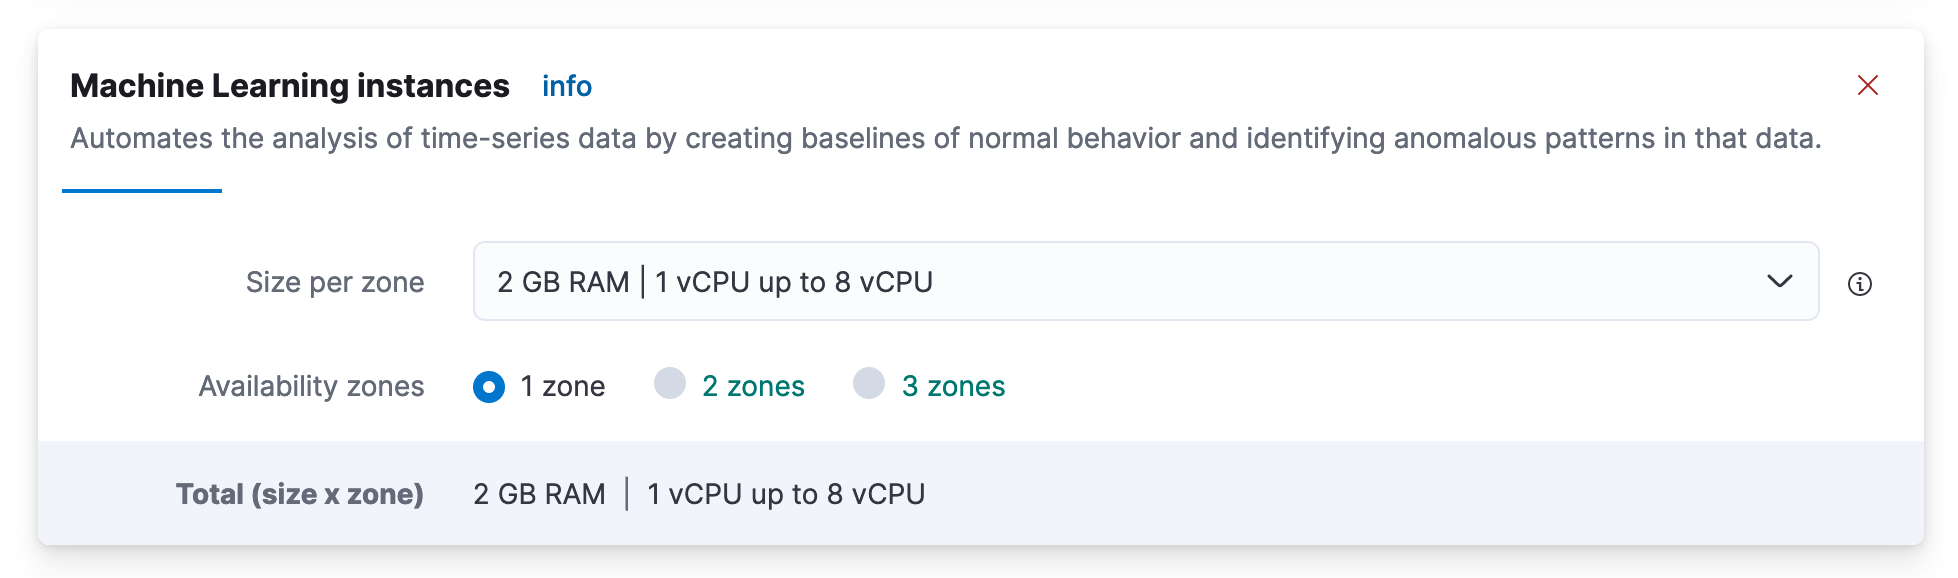 Machine Learning instances info
Automates the analysis of time-series data by creating baselines of normal behavior and identifying anomalous patterns in that data.
Size per zone 2 GB RAM | 1 vCPU up to 8 vCPU
Availability zones 1 zone 2 zones 3 zones
Total (size x zone) 2 GB RAM | 1 vCPU up to 8 vCPU